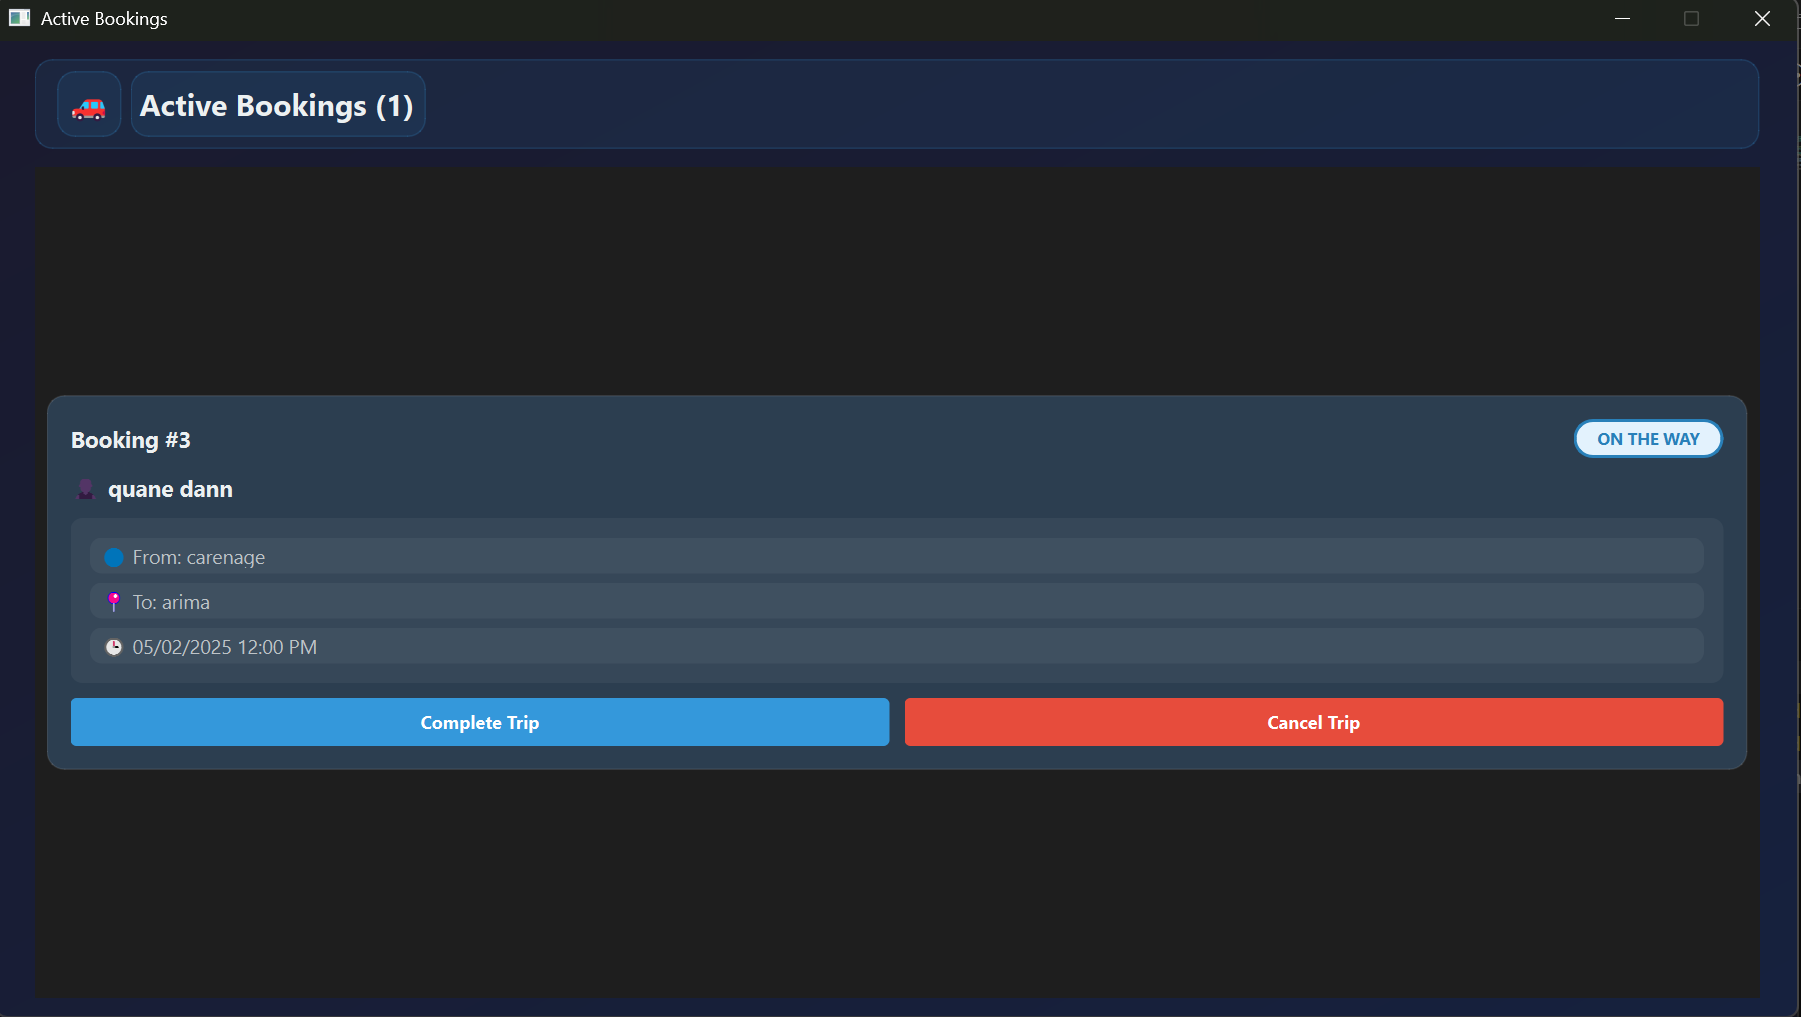 Active Bookings
Active Bookings (1)
Booking #3
ON THE WAY
quane dann
From: carenage
To: arima
05/02/2025 12:00 PM
Complete Trip
Cancel Trip